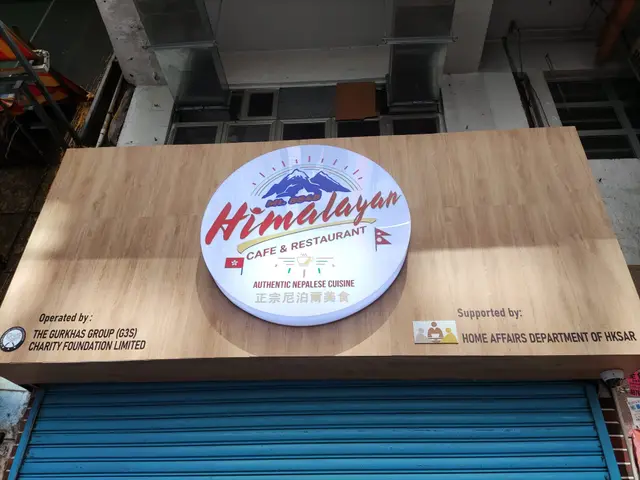 Himalayan
CAFE & RESTAURANT
AUTHENTIC NEPALESE CUISINE
正宗尼泊爾美食
Operated by :
THE GURKHAS GROUP (G3S)
CHARITY FOUNDATION LIMITED
Supported by:
HOME AFFAIRS DEPARTMENT OF HKSAR